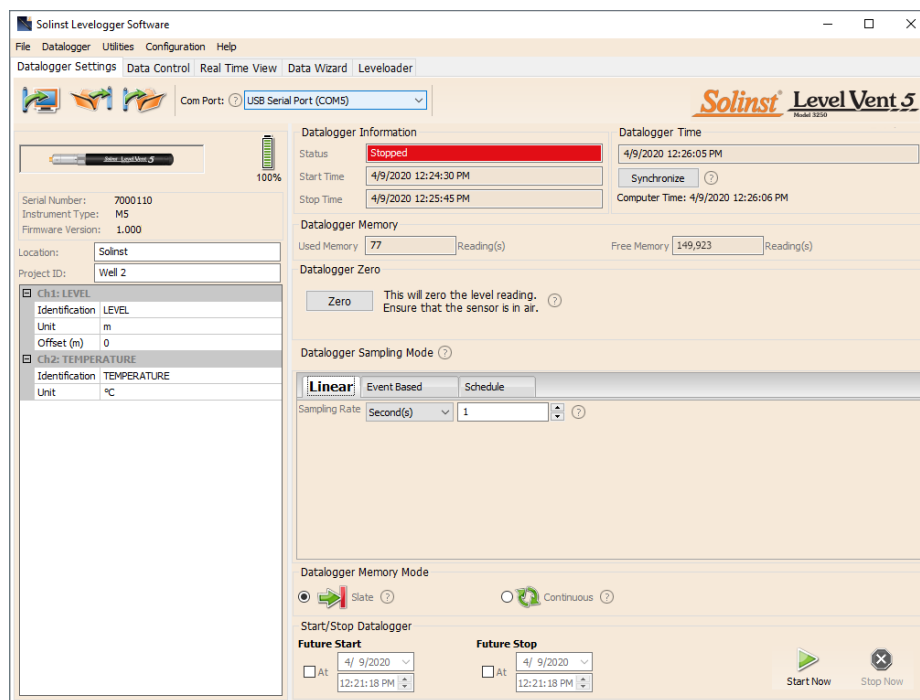 Solinst Levelogger Software
File Datalogger Utilities Configuration Help
Datalogger Settings Data Control Real Time View Data Wizard Leveloader
Com Port: ? USB Serial Port (COM5)
Solinst® LevelVent 5
Model 3250
Solinst LevelVent 5
100%
Serial Number: 7000110
Instrument Type: M5
Firmware Version: 1.000
Location: Solinst
Project ID: Well 2
Ch1: LEVEL
Identification LEVEL
Unit m
Offset (m) 0
Ch2: TEMPERATURE
Identification TEMPERATURE
Unit °C
Datalogger Information
Status Stopped
Start Time 4/9/2020 12:24:30 PM
Stop Time 4/9/2020 12:25:45 PM
Datalogger Time
4/9/2020 12:26:05 PM
Synchronize ?
Computer Time: 4/9/2020 12:26:06 PM
Datalogger Memory
Used Memory 77 Reading(s) Free Memory 149,923 Reading(s)
Datalogger Zero
Zero This will zero the level reading.
Ensure that the sensor is in air. ?
Datalogger Sampling Mode ?
Linear Event Based Schedule
Sampling Rate Second(s) 1 ?
Datalogger Memory Mode
Slate ? Continuous ?
Start/Stop Datalogger
Future Start Future Stop
At 4/ 9/2020 At 4/ 9/2020
12:21:18 PM 12:21:18 PM
Start Now Stop Now